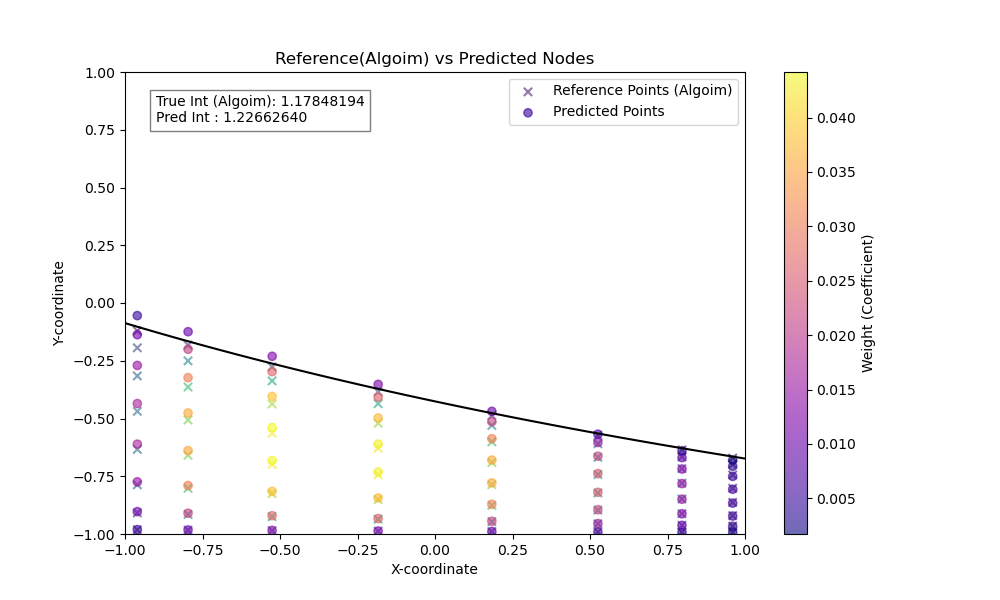 Reference(Algoim) vs Predicted Nodes
True Int (Algoim): 1.17848194
Pred Int : 1.22662640
Reference Points (Algoim)
Predicted Points
1.00
0.75
0.50
0.25
0.00
−0.25
−0.50
−0.75
−1.00
Y-coordinate
−1.00 −0.75 −0.50 −0.25 0.00 0.25 0.50 0.75 1.00
X-coordinate
0.040
0.035
0.030
0.025
0.020
0.015
0.010
0.005
Weight (Coefficient)